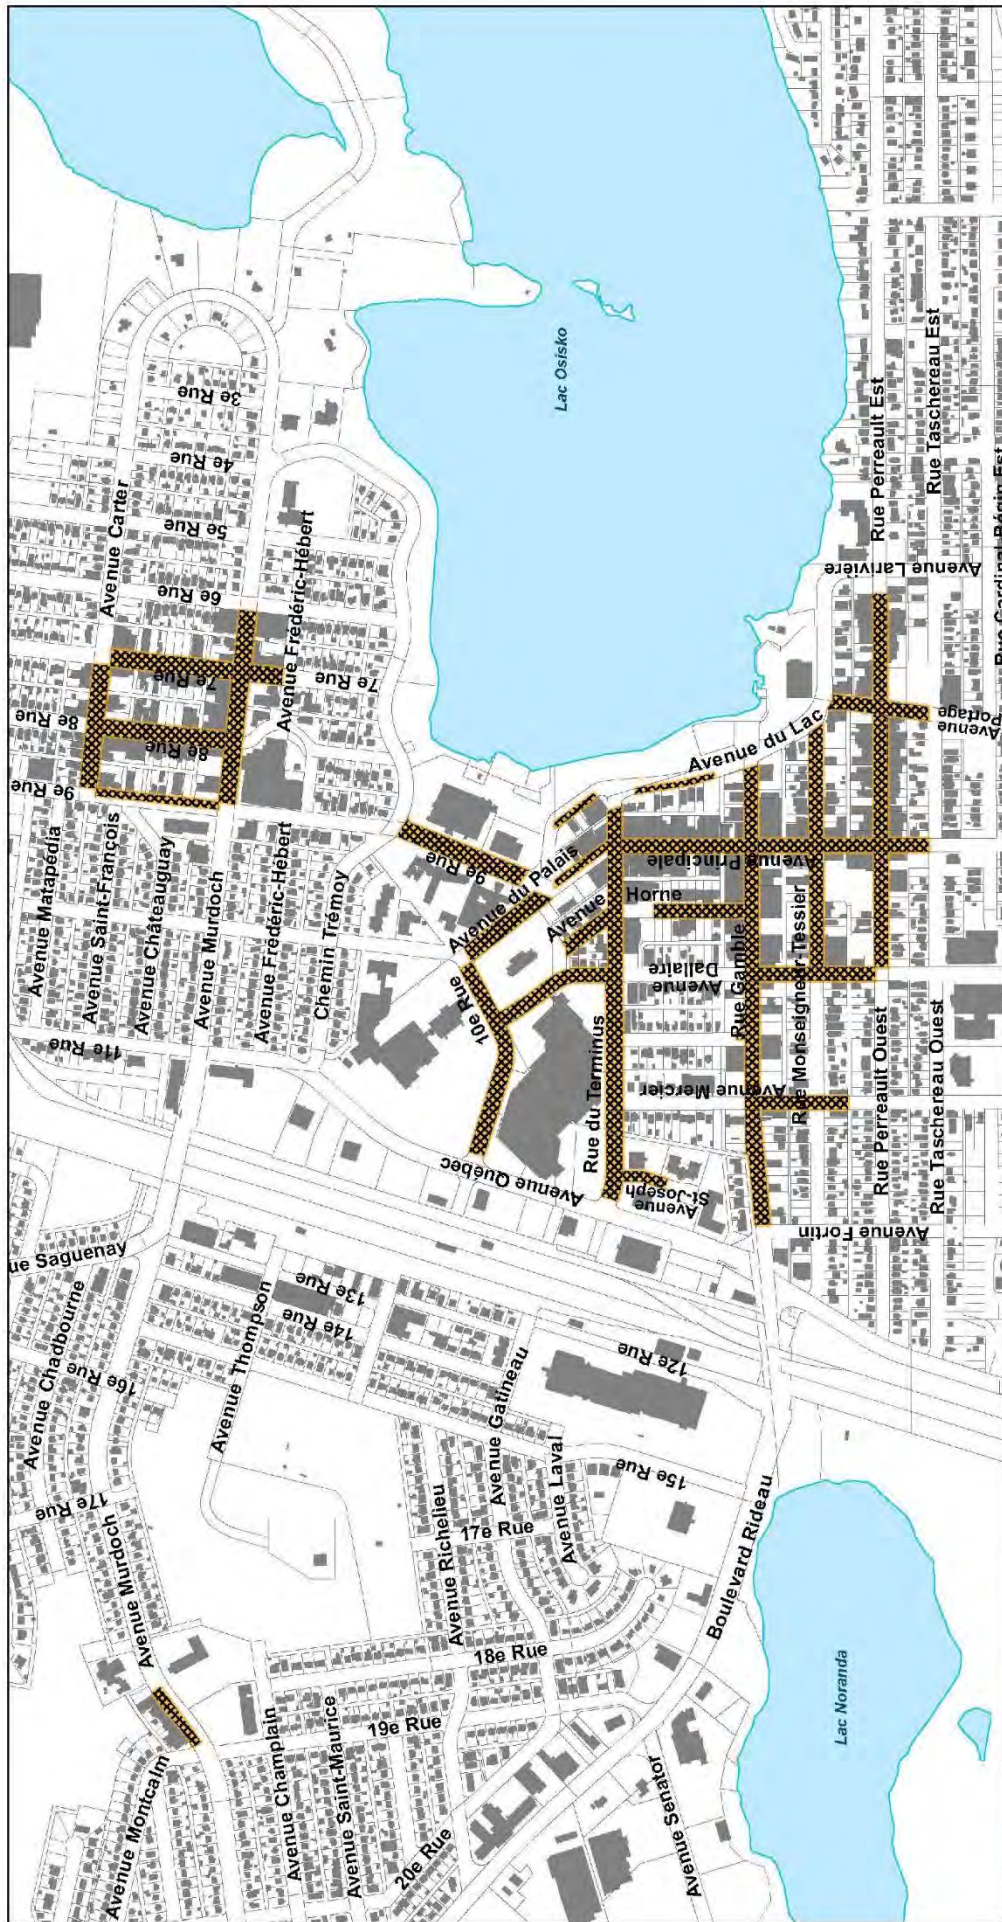 3e Rue
4e Rue
Avenue Carter
5e Rue
6e Rue
Avenue Frédéric-Hébert
7e Rue
7e Rue
8e Rue
8e Rue
9e Rue
Avenue Matapédia
Avenue Saint-François
Avenue Châteauguay
Avenue Murdoch
Avenue Frédéric-Hébert
Chemin Trémoy
11e Rue
Lac Osisko
Rue Perreault Est
Rue Taschereau Est
Rue Cardinal-Bégin Est
Avenue Larivière
Avenue du Lac
Avenue
Portage
9e Rue
Avenue du Palais
Avenue Principale
Avenue
Horne
10e Rue
Avenue
Dallaire
Rue Gamble
Rue Monseigneur-Tessier
Rue du Terminus
Avenue Mercier
Rue Perreault Ouest
Rue Taschereau Ouest
Avenue Québec
Avenue
St-Joseph
Avenue Fortin
ue Saguenay
Avenue Chadbourne
Avenue Thompson
13e Rue
14e Rue
16e Rue
12e Rue
Avenue Gatineau
17e Rue
Avenue Murdoch
Avenue Richelieu
17e Rue
Avenue Laval
15e Rue
Boulevard Rideau
18e Rue
19e Rue
Avenue Montcalm
Avenue Champlain
Avenue Saint-Maurice
20e Rue
Avenue Senator
Lac Noranda